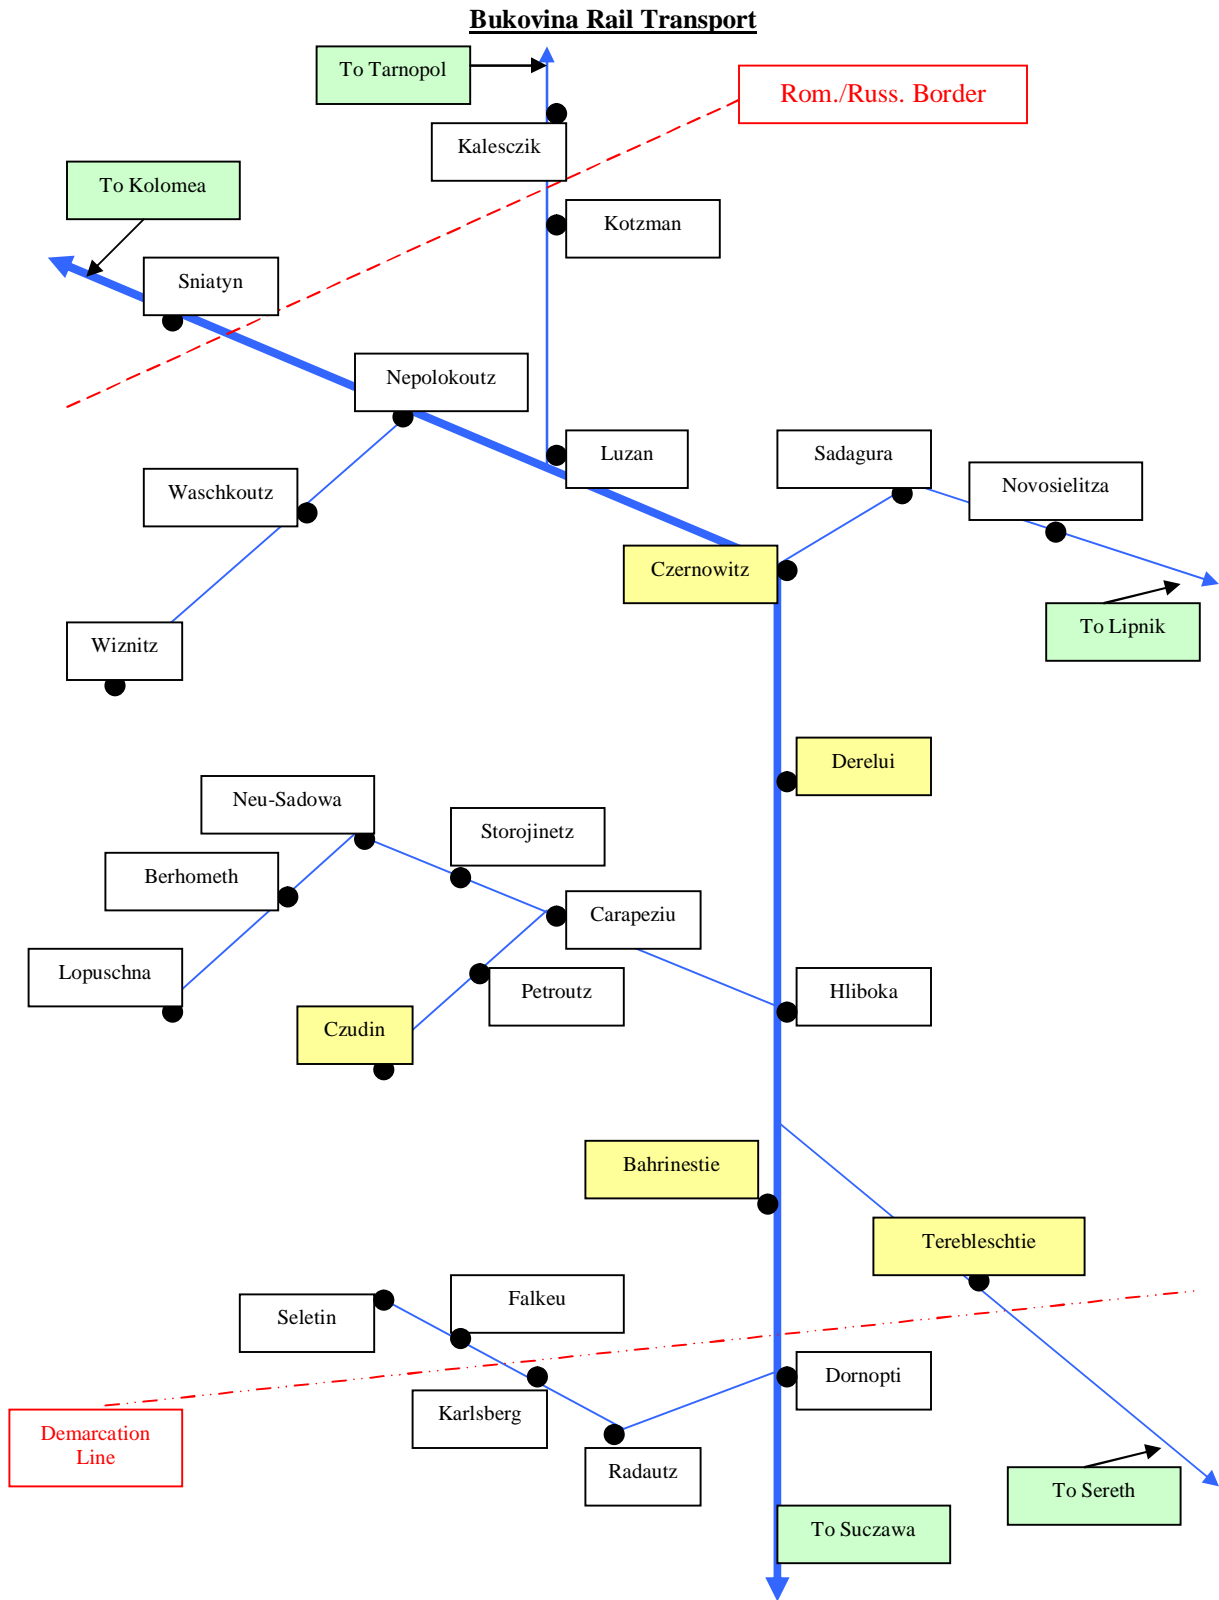 Bukovina Rail Transport
To Tarnopol
Rom./Russ. Border
Kalesczik
To Kolomea
Kotzman
Sniatyn
Nepolokoutz
Luzan
Sadagura
Novosielitza
Waschkoutz
Czernowitz
To Lipnik
Wiznitz
Derelui
Neu-Sadowa
Storojinetz
Berhometh
Carapeziu
Lopuschna
Petroutz
Hliboka
Czudin
Bahrinestie
Terebleschtie
Falkeu
Seletin
Dornopti
Karlsberg
Demarcation
Line
Radautz
To Sereth
To Suczawa